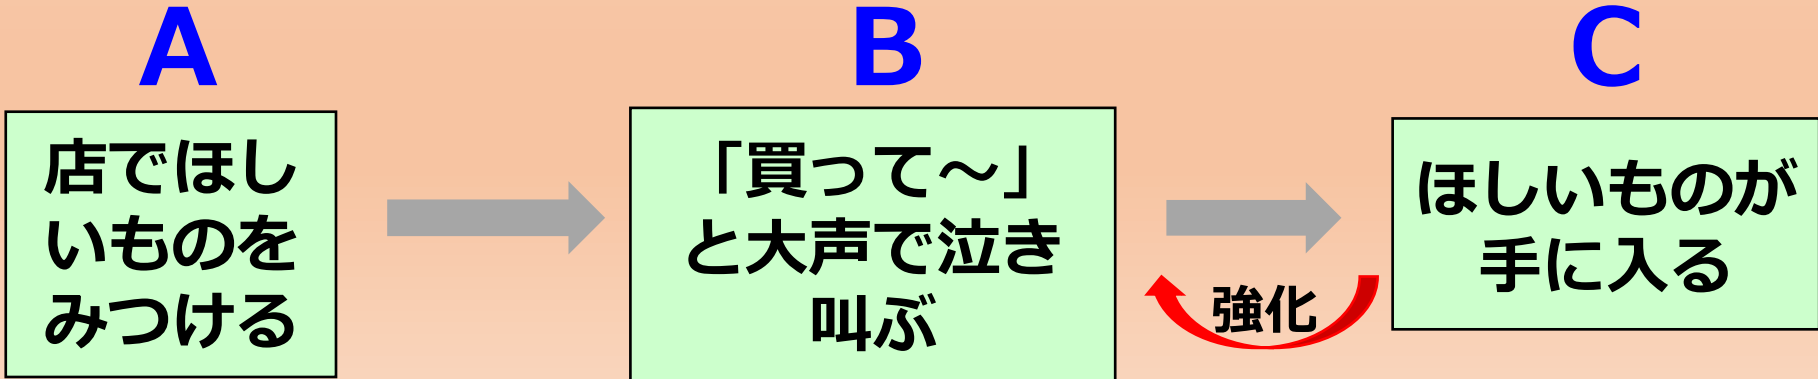 A
B
C
店でほし
いものを
みつける
「買って～」
と大声で泣き
叫ぶ
強化
ほしいものが
手に入る